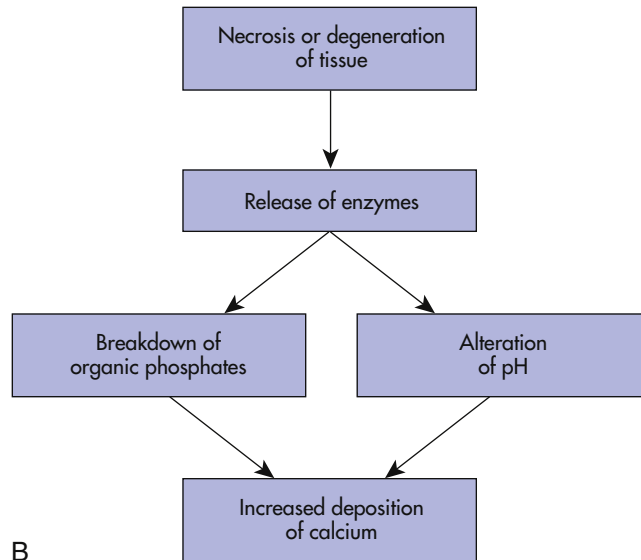 Necrosis or degeneration
of tissue
Release of enzymes
Breakdown of
organic phosphates
Alteration
of pH
Increased deposition
of calcium
B